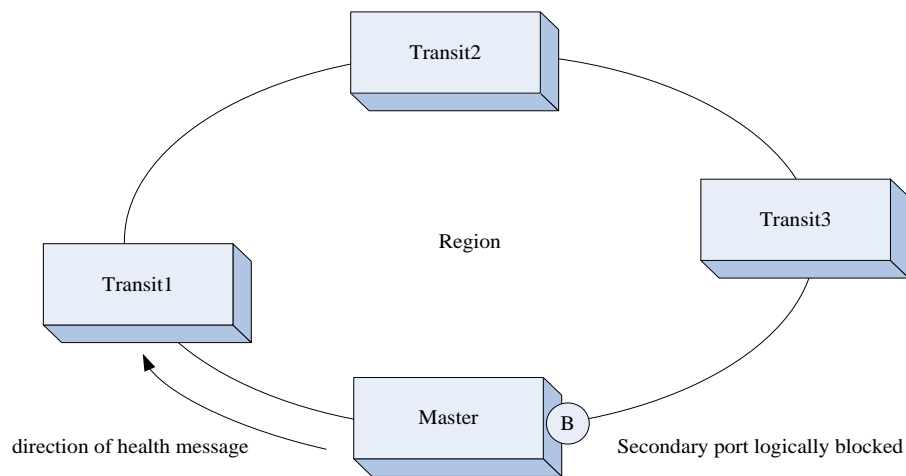 Transit2
Transit3
Region
Transit1
Master
B
direction of health message
Secondary port logically blocked